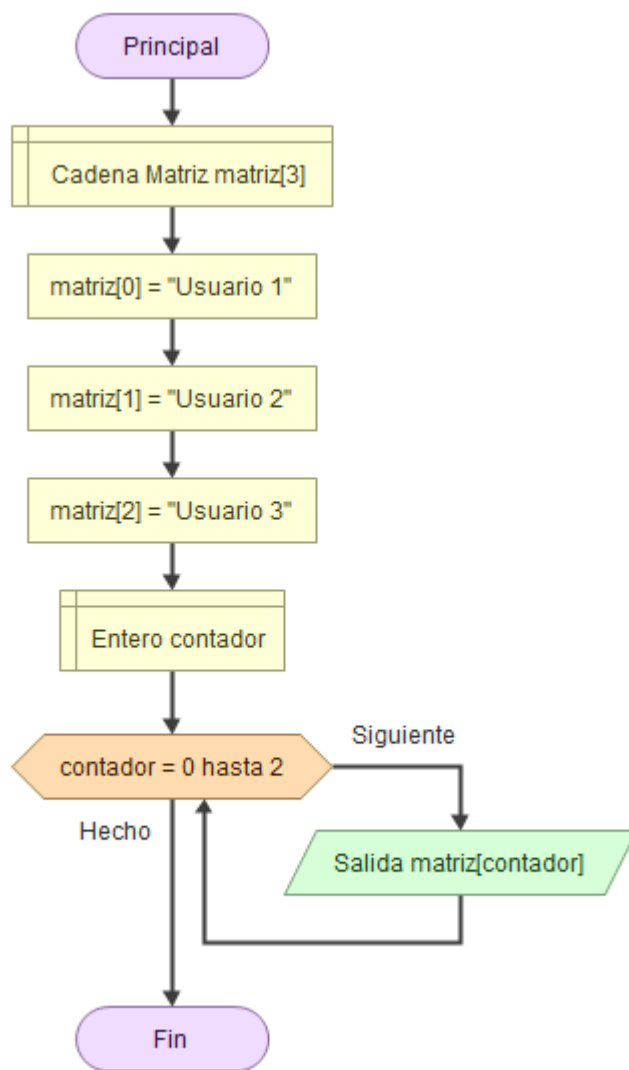 Principal
Cadena Matriz matriz[3]
matriz[0] = "Usuario 1"
matriz[1] = "Usuario 2"
matriz[2] = "Usuario 3"
Entero contador
contador = 0 hasta 2
Siguiente
Hecho
Salida matriz[contador]
Fin